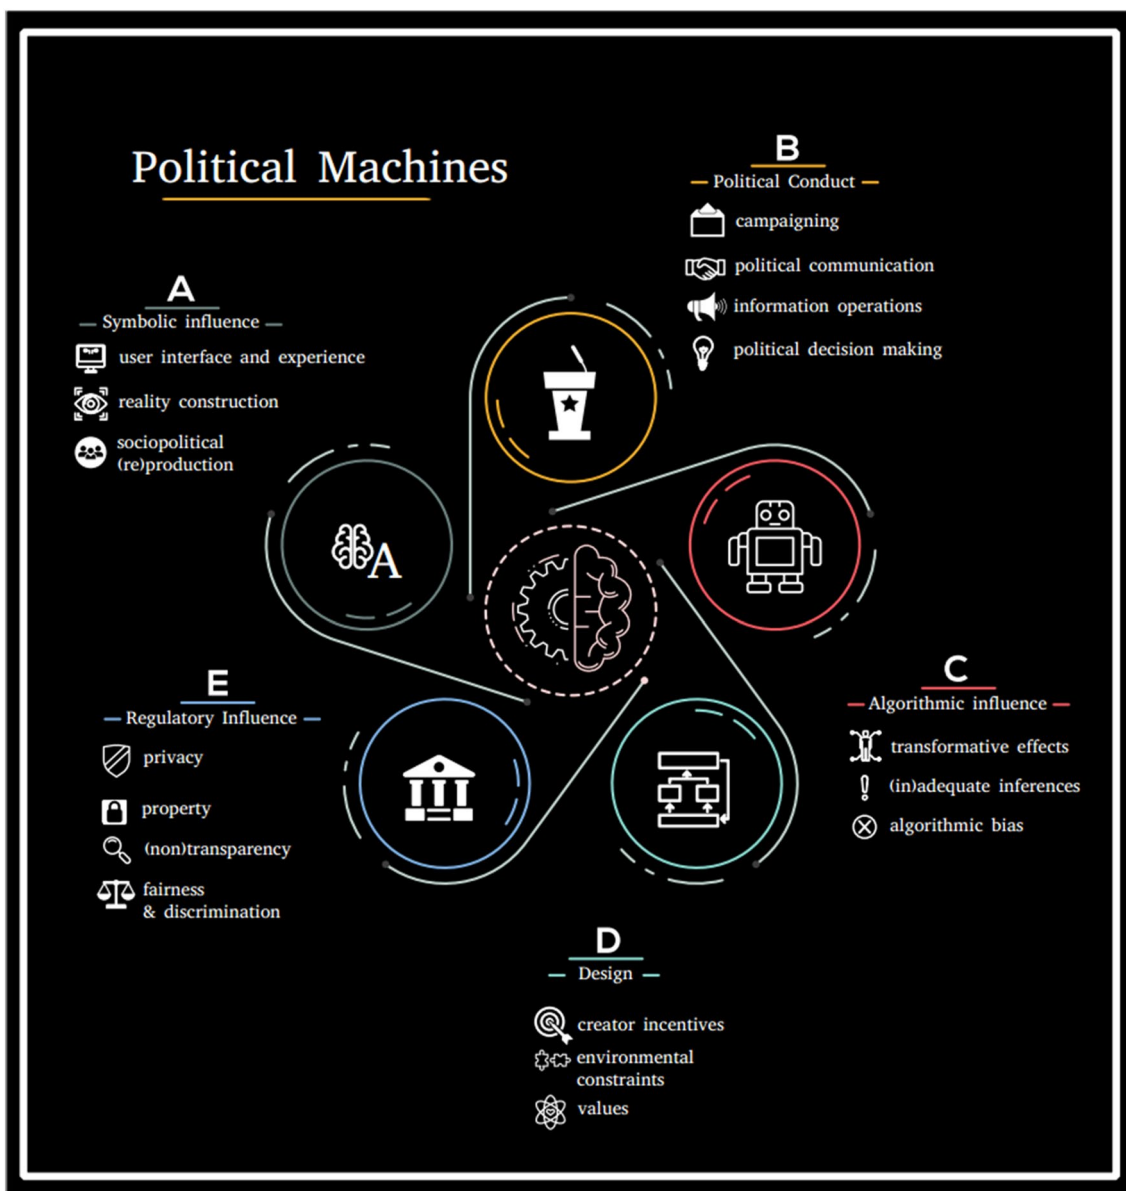 Political Machines
A
Symbolic influence
user interface and experience
reality construction
sociopolitical
(re)production
B
Political Conduct
campaigning
political communication
information operations
political decision making
A
C
Algorithmic influence
transformative effects
(in)adequate inferences
algorithmic bias
E
Regulatory Influence
privacy
property
(non)transparency
fairness
& discrimination
D
Design
creator incentives
environmental
constraints
values